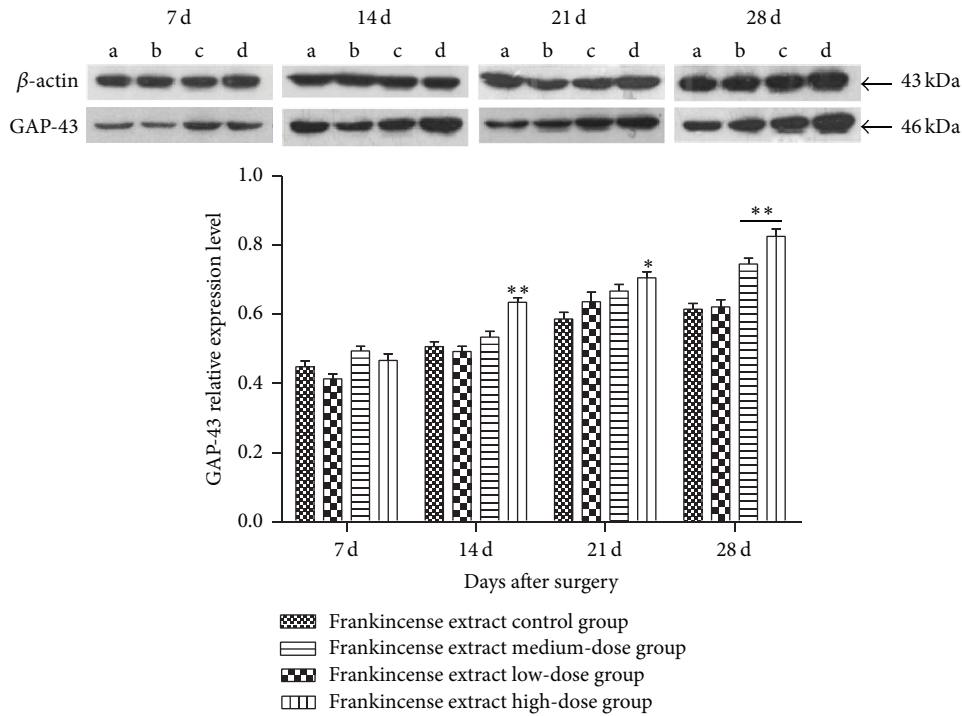 7 d 14 d 21 d 28 d
a b c d a b c d a b c d a b c d
β-actin 43 kDa
GAP-43 46 kDa
1.0
0.8
0.6
0.4
0.2
0.0
GAP-43 relative expression level
** * **
7 d 14 d 21 d 28 d
Days after surgery
Frankincense extract control group
Frankincense extract medium-dose group
Frankincense extract low-dose group
Frankincense extract high-dose group